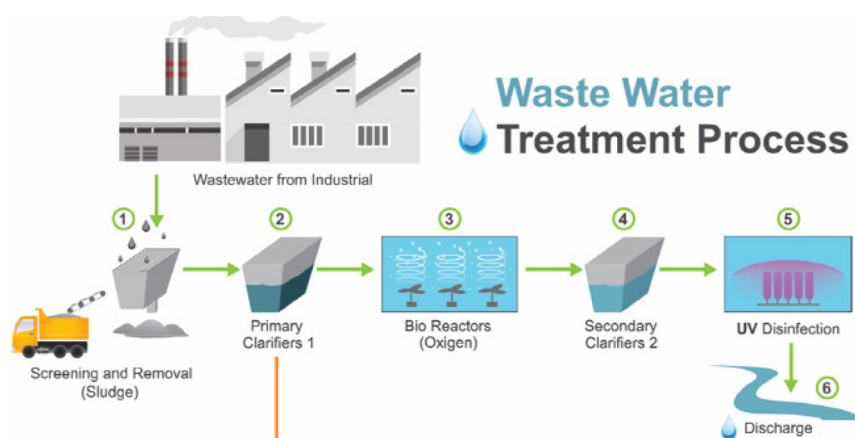 Waste Water
Treatment Process
Wastewater from Industrial
1
2
3
4
5
Primary
Clarifiers 1
Bio Reactors
(Oxigen)
Secondary
Clarifiers 2
UV Disinfection
Screening and Removal
(Sludge)
6
Discharge